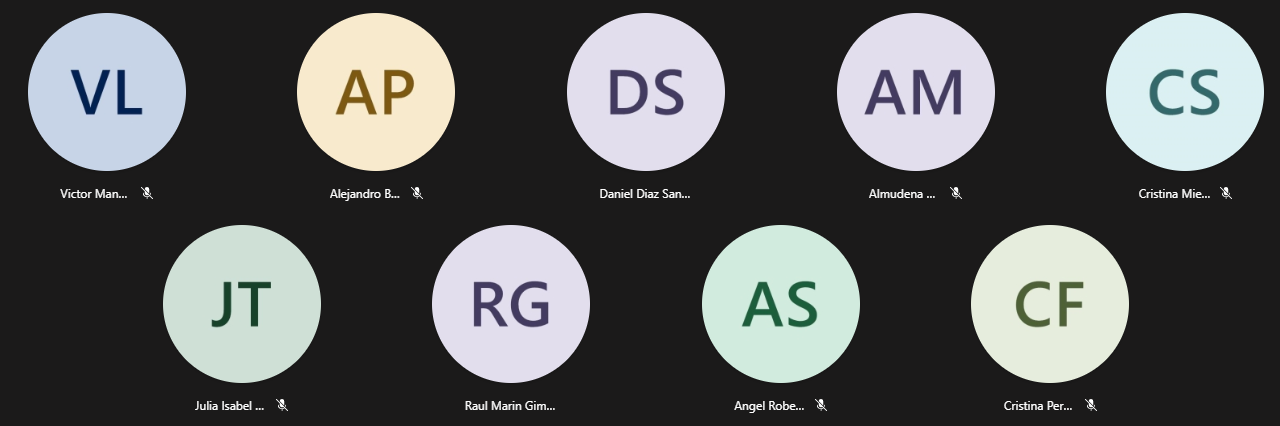 VL AP DS AM CS
Victor Man... Alejandro B... Daniel Diaz San... Almudena ... Cristina Mie...
JT RG AS CF
Julia Isabel ... Raul Marin Gim... Angel Robe... Cristina Per...